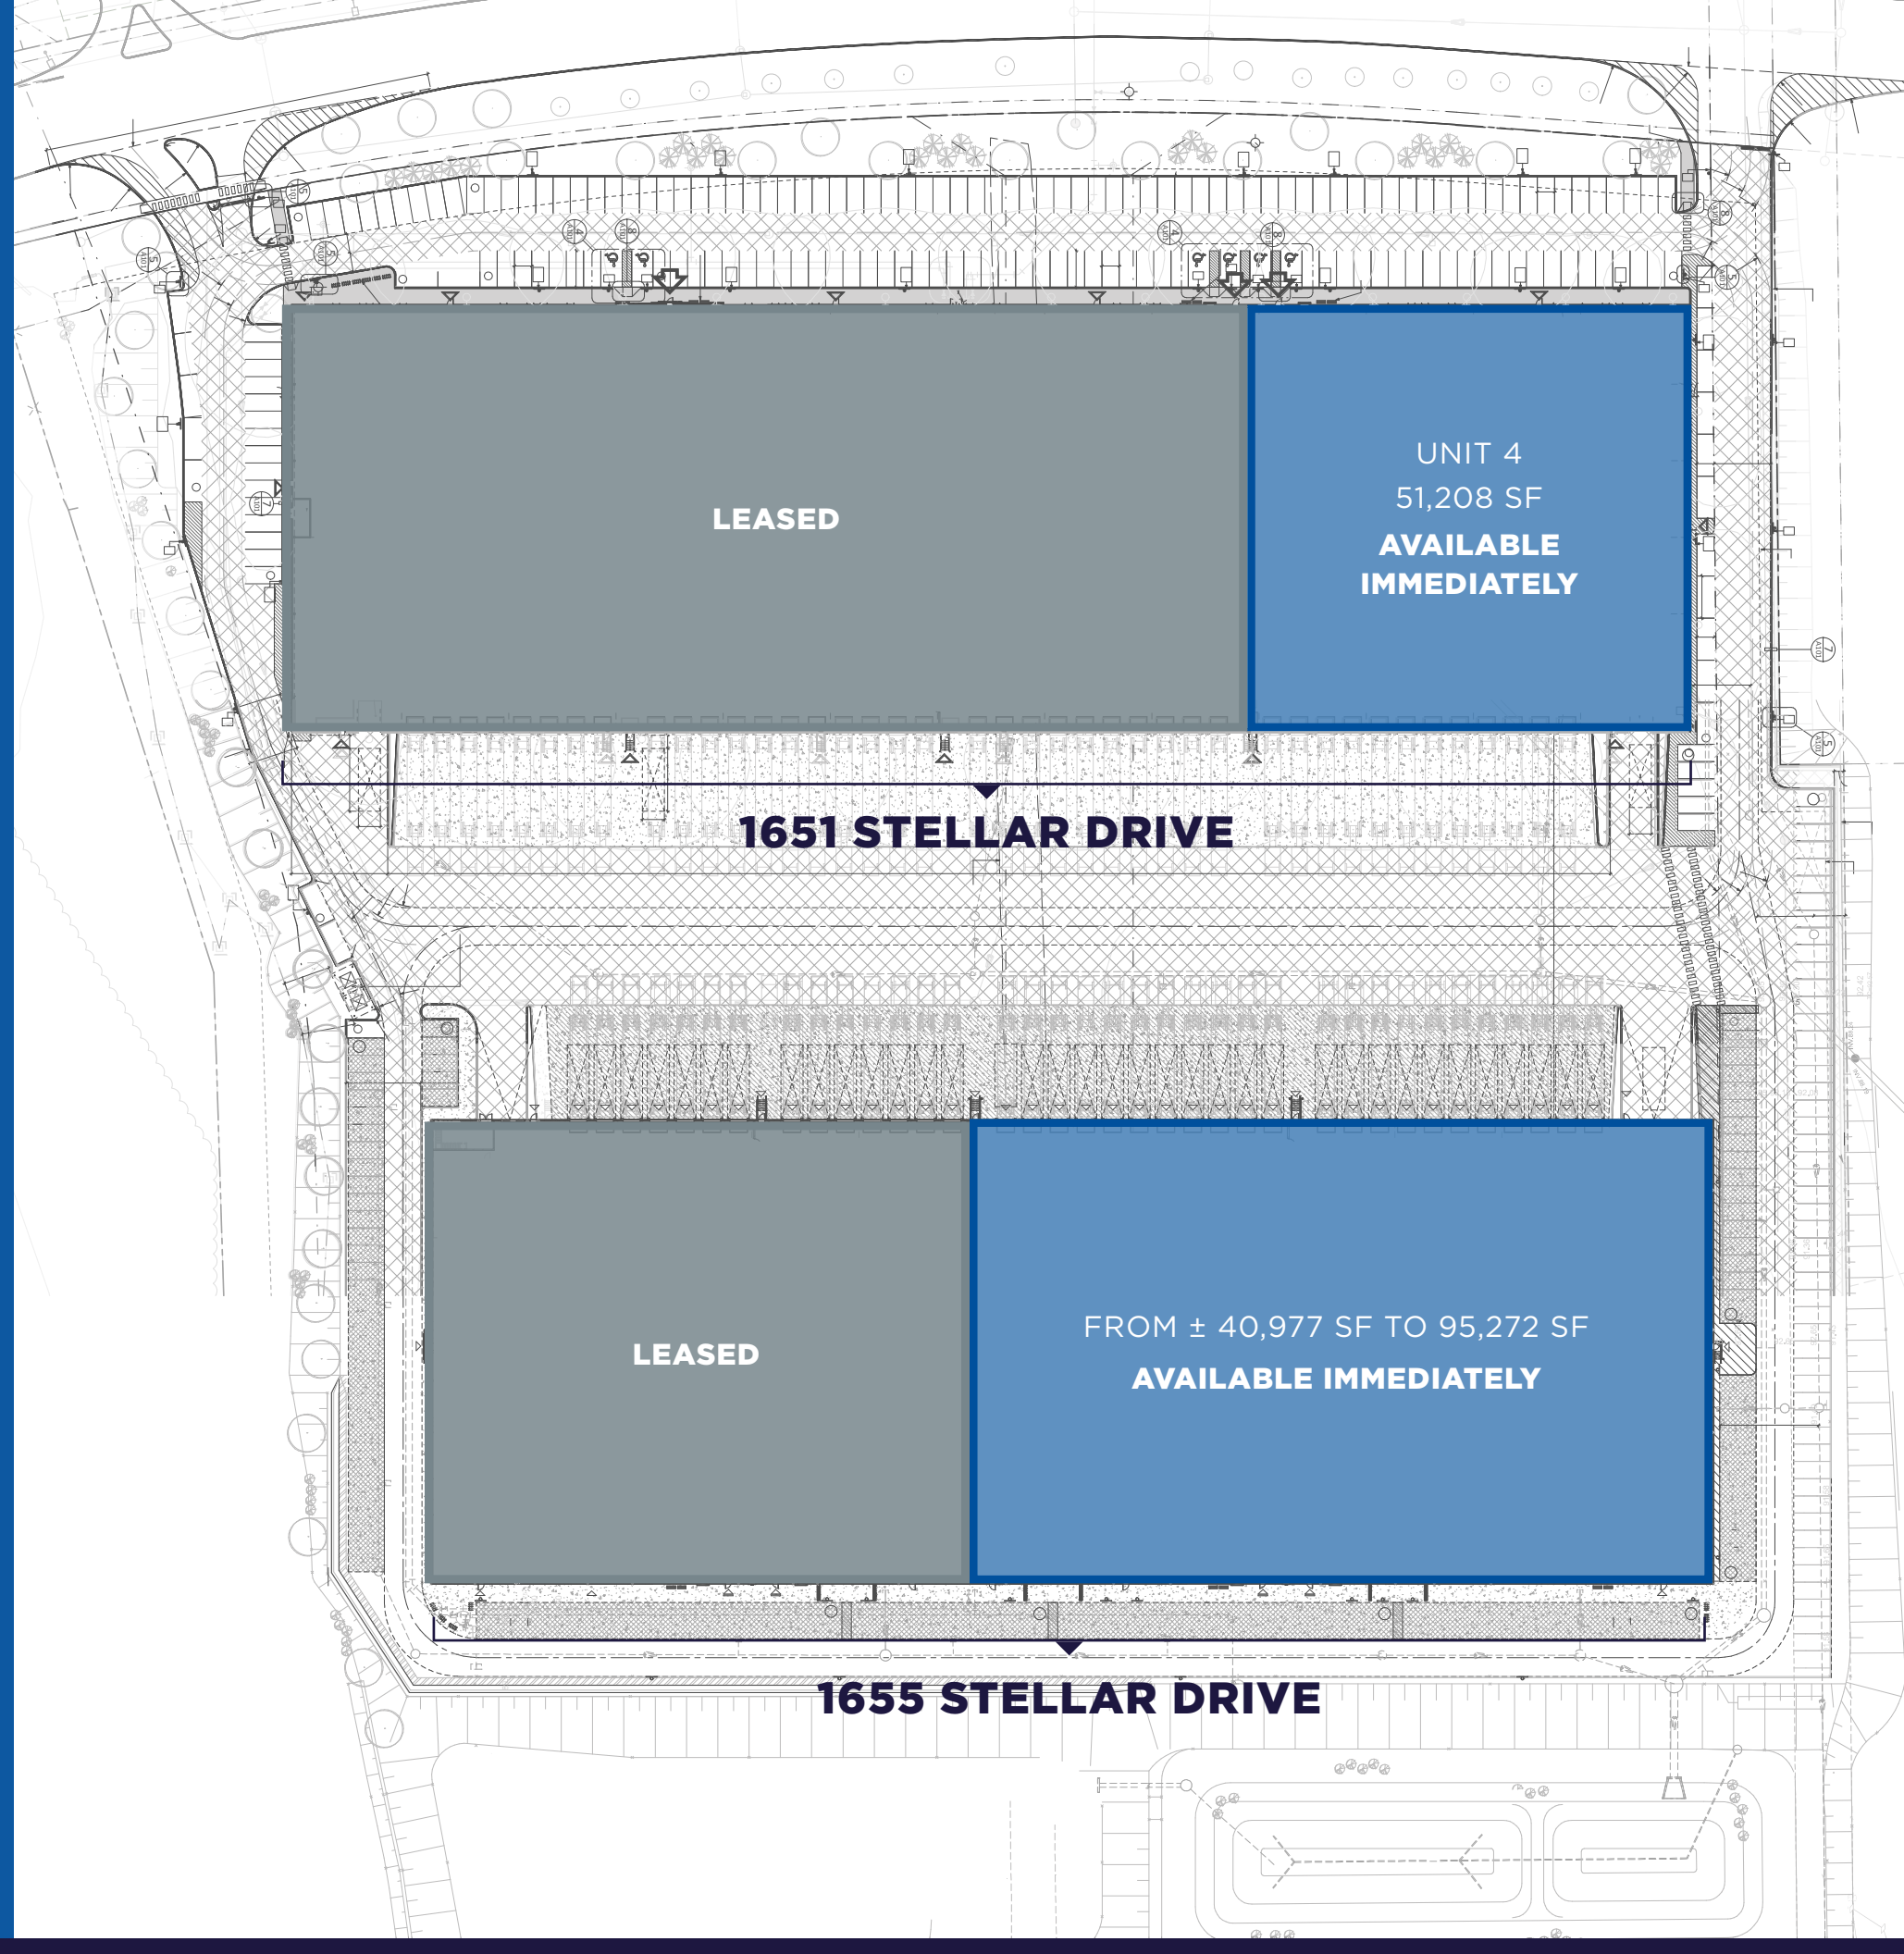 LEASED
UNIT 4
51,208 SF
AVAILABLE
IMMEDIATELY
1651 STELLAR DRIVE
LEASED
FROM ± 40,977 SF TO 95,272 SF
AVAILABLE IMMEDIATELY
1655 STELLAR DRIVE